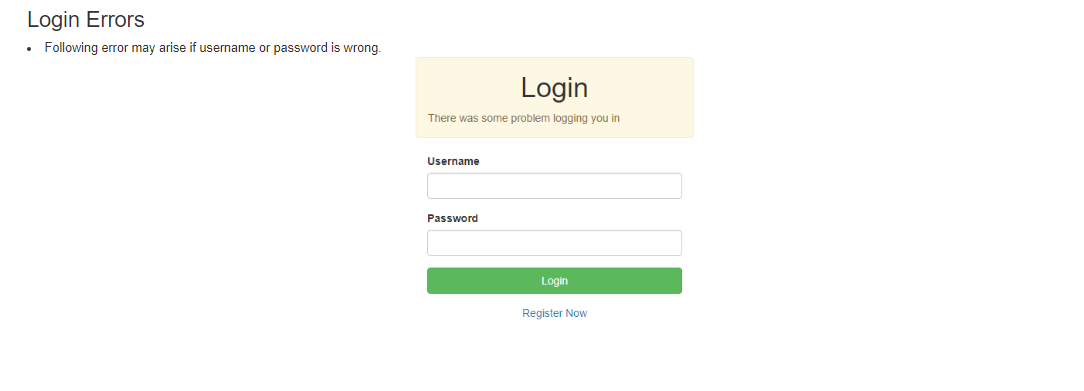 Login Errors
• Following error may arise if username or password is wrong.
Login
There was some problem logging you in
Username
Password
Login
Register Now